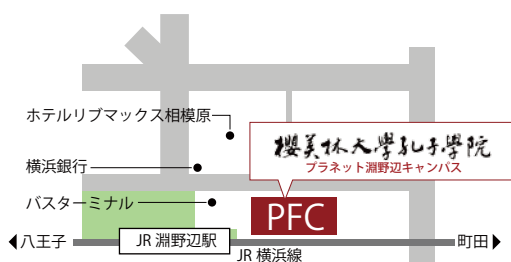 ホテルリブマックス相模原
櫻美林大學孔子學院
プラネット淵野辺キャンパス
横浜銀行
バスターミナル
PFC
◀八王子
JR 淵野辺駅
町田▶
JR 横浜線